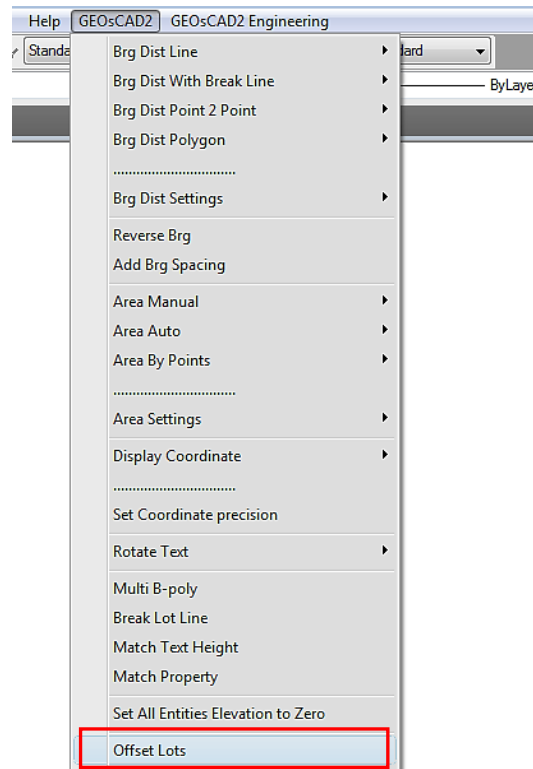 Help GEOsCAD2 GEOsCAD2 Engineering
Standa dard
ByLaye
Brg Dist Line
Brg Dist With Break Line
Brg Dist Point 2 Point
Brg Dist Polygon
................................
Brg Dist Settings
Reverse Brg
Add Brg Spacing
Area Manual
Area Auto
Area By Points
................................
Area Settings
Display Coordinate
................................
Set Coordinate precision
Rotate Text
Multi B-poly
Break Lot Line
Match Text Height
Match Property
Set All Entities Elevation to Zero
Offset Lots